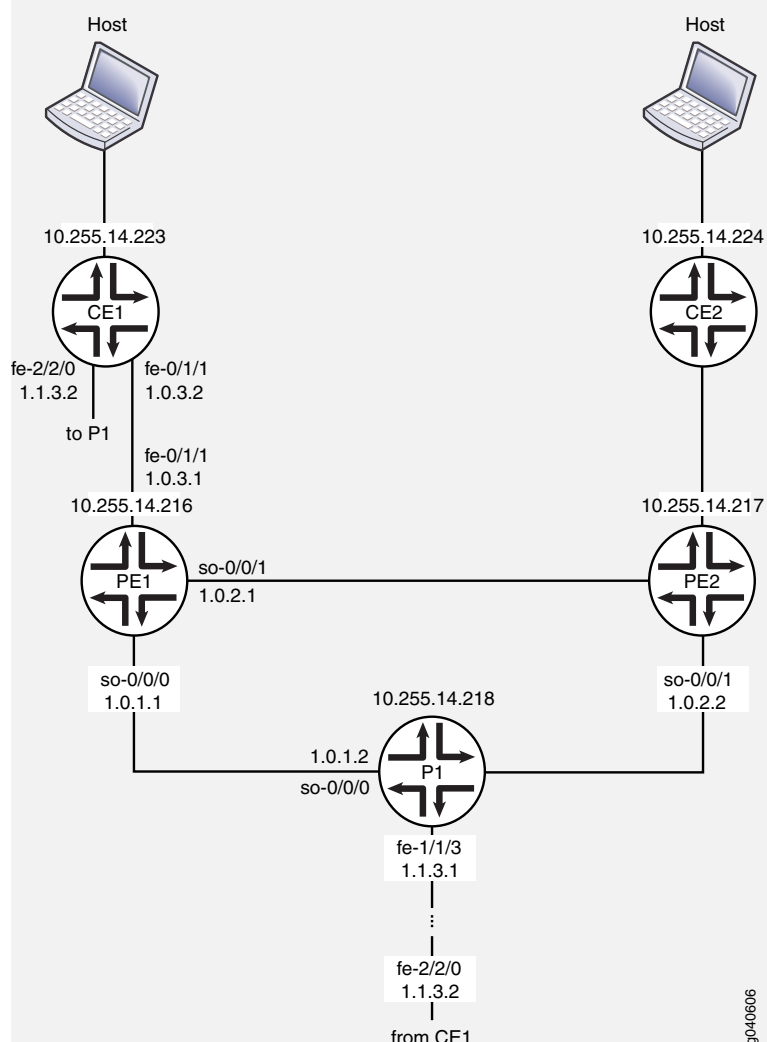 Host
Host
10.255.14.223
10.255.14.224
CE1
CE2
fe-2/2/0
1.1.3.2
fe-0/1/1
1.0.3.2
to P1
fe-0/1/1
1.0.3.1
10.255.14.216
10.255.14.217
PE1
so-0/0/1
1.0.2.1
PE2
so-0/0/0
1.0.1.1
so-0/0/1
1.0.2.2
10.255.14.218
1.0.1.2
so-0/0/0
P1
fe-1/1/3
1.1.3.1
...
fe-2/2/0
1.1.3.2
from CE1
g040606